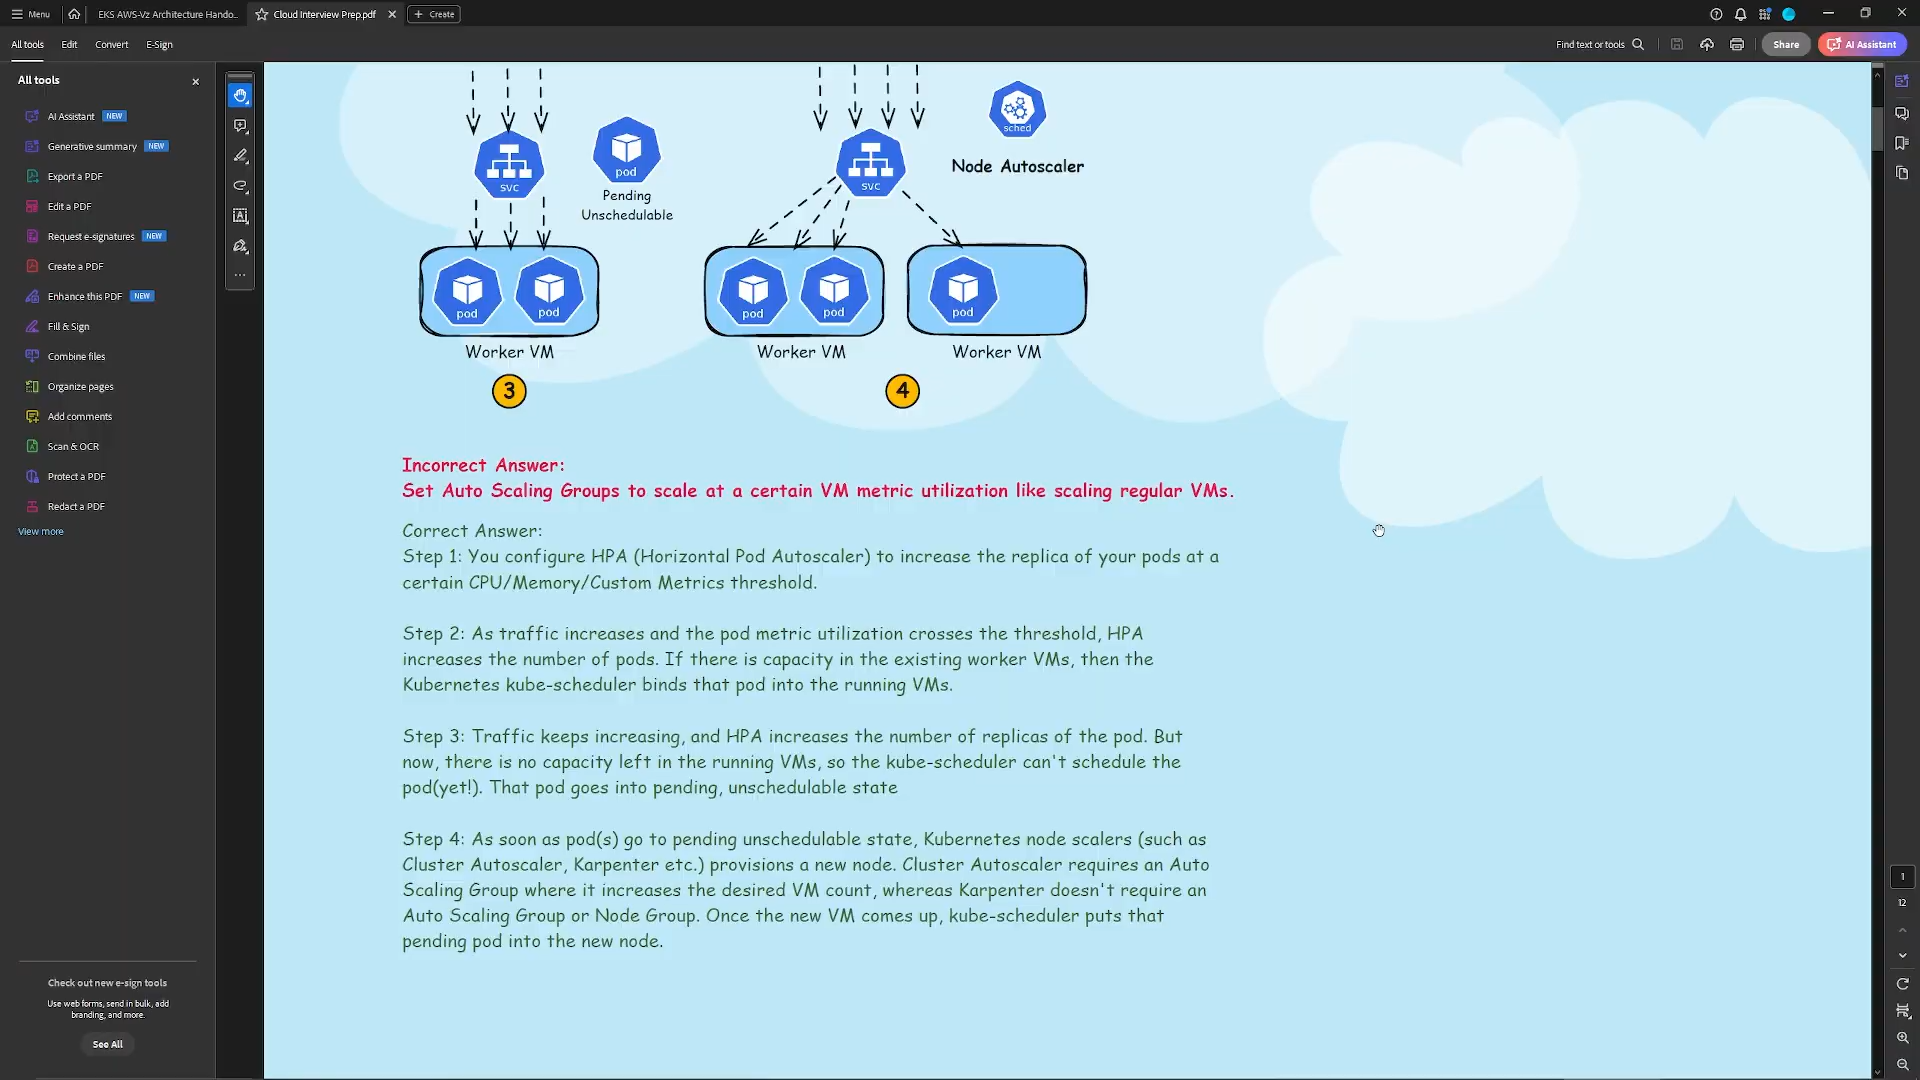 Menu
EKS AWS-Vz Architecture Hando...
Cloud Interview Prep.pdf
Create
All tools
Edit
Convert
E-Sign
Find text or tools
Share
AI Assistant
All tools
AI Assistant NEW
Generative summary NEW
Export a PDF
Edit a PDF
Request e-signatures NEW
Create a PDF
Enhance this PDF NEW
Fill & Sign
Combine files
Organize pages
Add comments
Scan & OCR
Protect a PDF
Redact a PDF
View more
Check out new e-sign tools
Use web forms, send in bulk, add
branding, and more.
See All
svc
pod
Pending
Unschedulable
pod
pod
Worker VM
3
svc
sched
Node Autoscaler
pod
pod
pod
Worker VM
Worker VM
4
Incorrect Answer:
Set Auto Scaling Groups to scale at a certain VM metric utilization like scaling regular VMs.
Correct Answer:
Step 1: You configure HPA (Horizontal Pod Autoscaler) to increase the replica of your pods at a
certain CPU/Memory/Custom Metrics threshold.
Step 2: As traffic increases and the pod metric utilization crosses the threshold, HPA
increases the number of pods. If there is capacity in the existing worker VMs, then the
Kubernetes kube-scheduler binds that pod into the running VMs.
Step 3: Traffic keeps increasing, and HPA increases the number of replicas of the pod. But
now, there is no capacity left in the running VMs, so the kube-scheduler can't schedule the
pod(yet!). That pod goes into pending, unschedulable state
Step 4: As soon as pod(s) go to pending unschedulable state, Kubernetes node scalers (such as
Cluster Autoscaler, Karpenter etc.) provisions a new node. Cluster Autoscaler requires an Auto
Scaling Group where it increases the desired VM count, whereas Karpenter doesn't require an
Auto Scaling Group or Node Group. Once the new VM comes up, kube-scheduler puts that
pending pod into the new node.
1
12